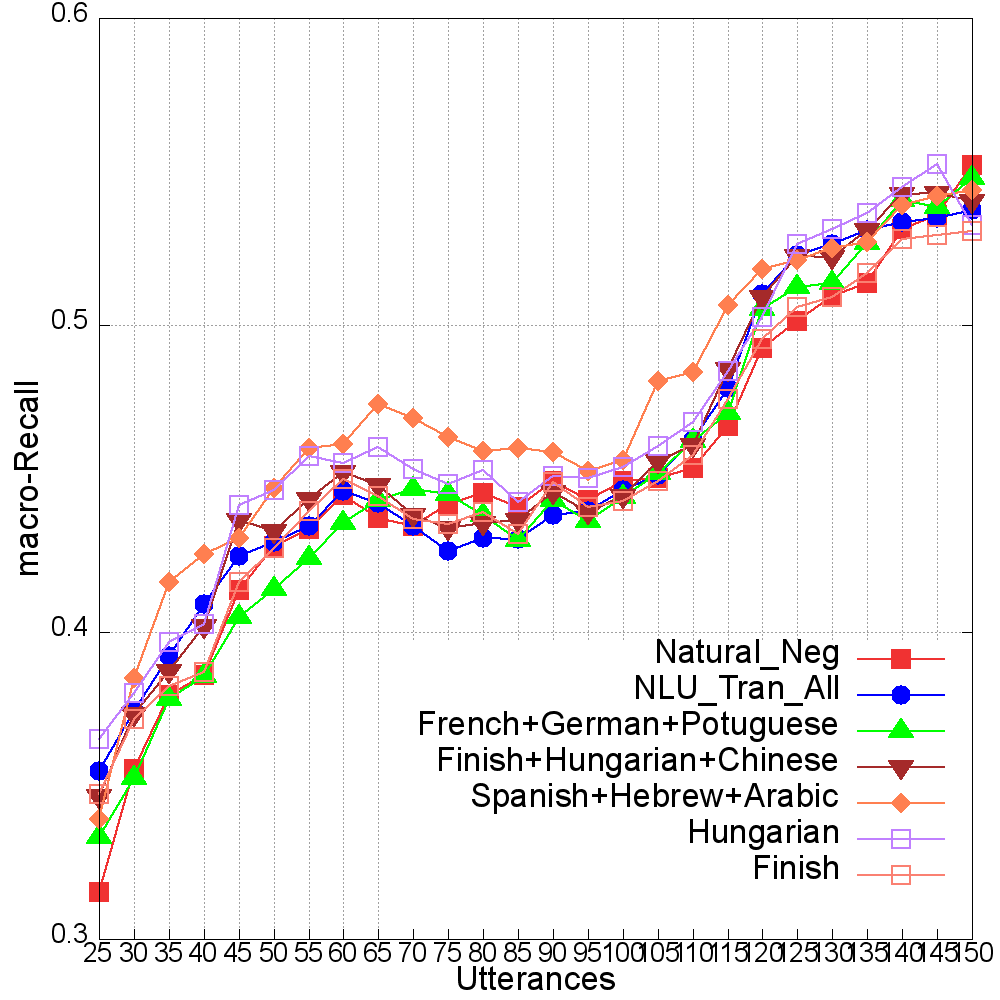 0.6
0.5
0.4
0.3
macro-Recall
Natural_Neg
NLU_Tran_All
French+German+Potuguese
Finish+Hungarian+Chinese
Spanish+Hebrew+Arabic
Hungarian
Finish
25 30 35 40 45 50 55 60 65 70 75 80 85 90 95 100 105 110 115 120 125 130 135 140 145 150
Utterances